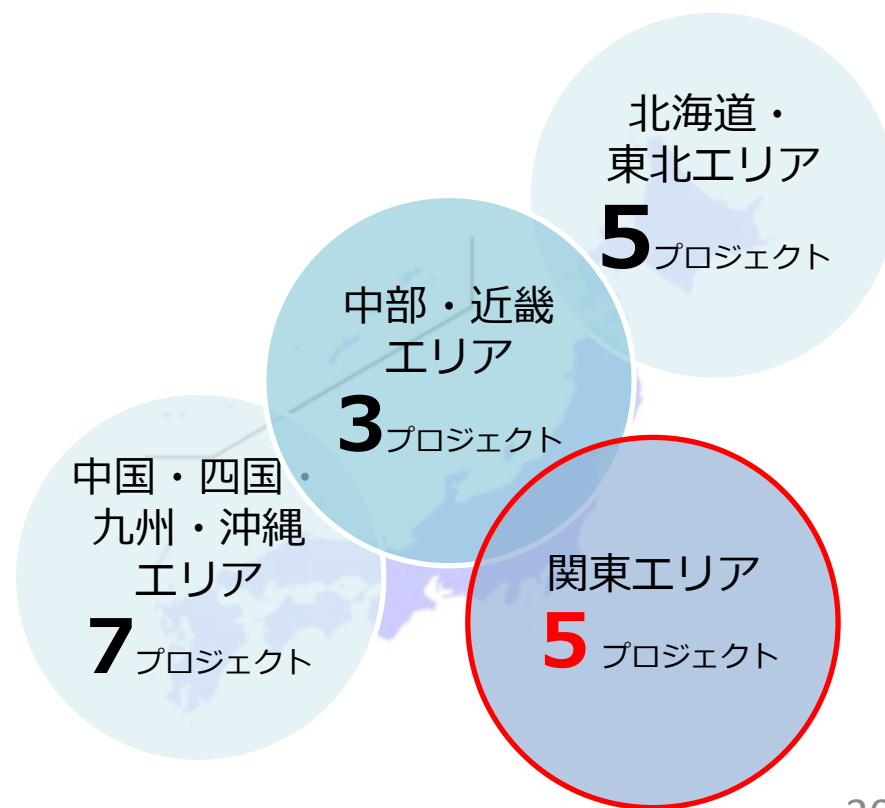 北海道・
東北エリア
5プロジェクト
中部・近畿
エリア
3プロジェクト
中国・四国・
九州・沖縄
エリア
7プロジェクト
関東エリア
5 プロジェクト